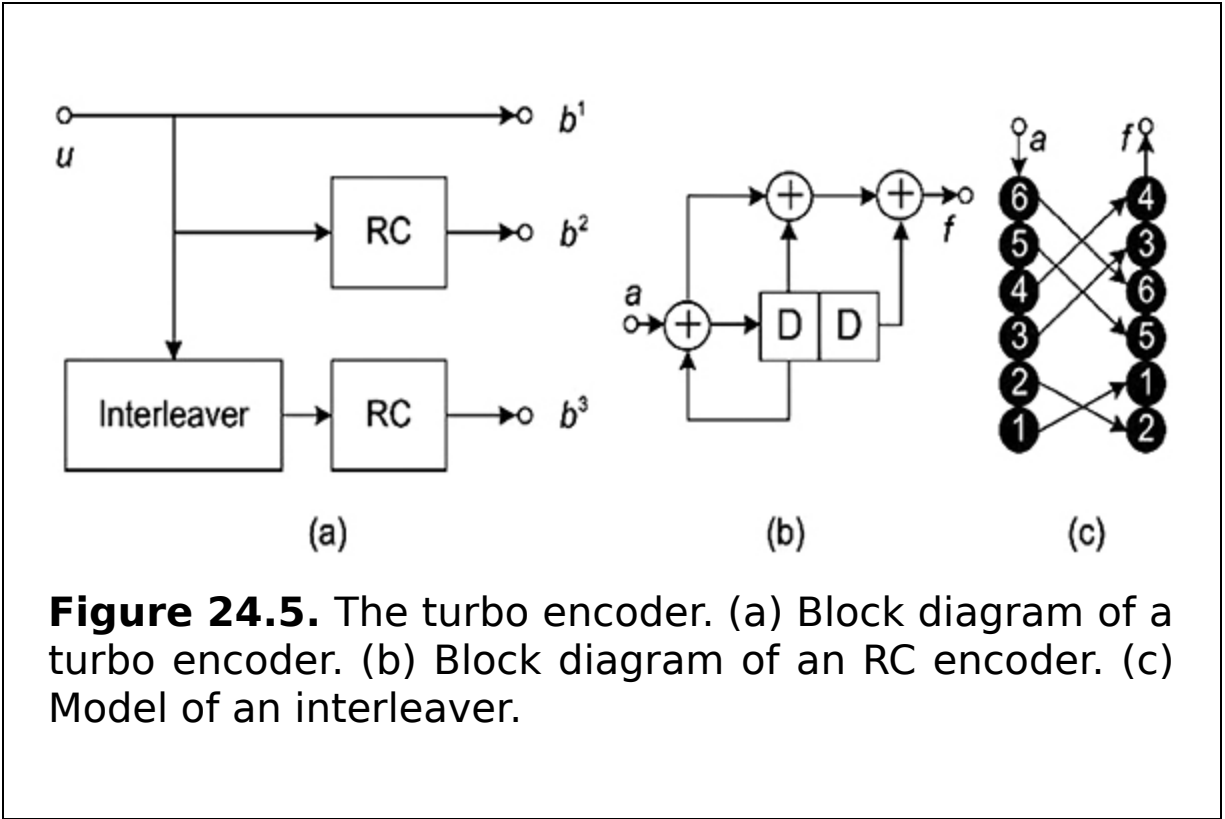 u
b¹
RC
b²
Interleaver
RC
b³
(a)
a
+
+
+
D
D
f
(b)
a
f
6 4
5 3
4 6
3 5
2 1
1 2
(c)
Figure 24.5. The turbo encoder. (a) Block diagram of a
turbo encoder. (b) Block diagram of an RC encoder. (c)
Model of an interleaver.